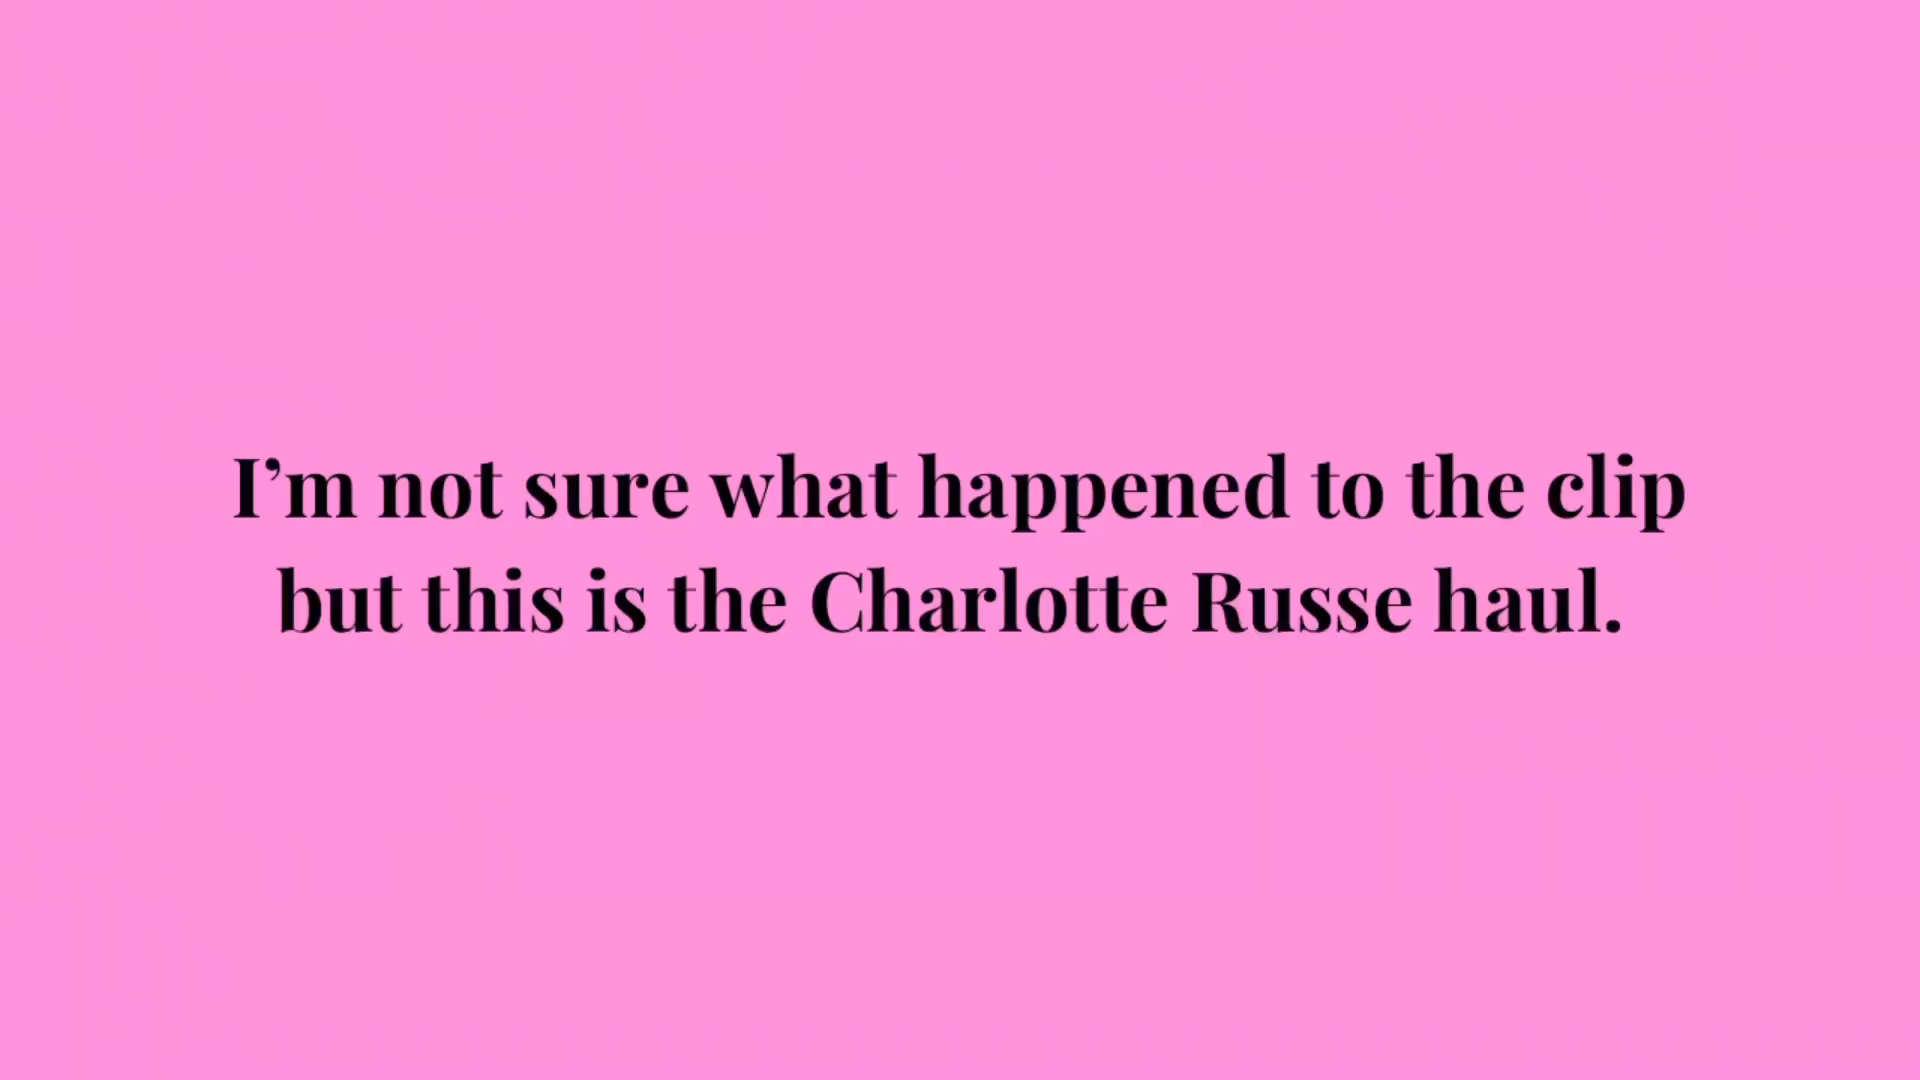 I’m not sure what happened to the clip
but this is the Charlotte Russe haul.